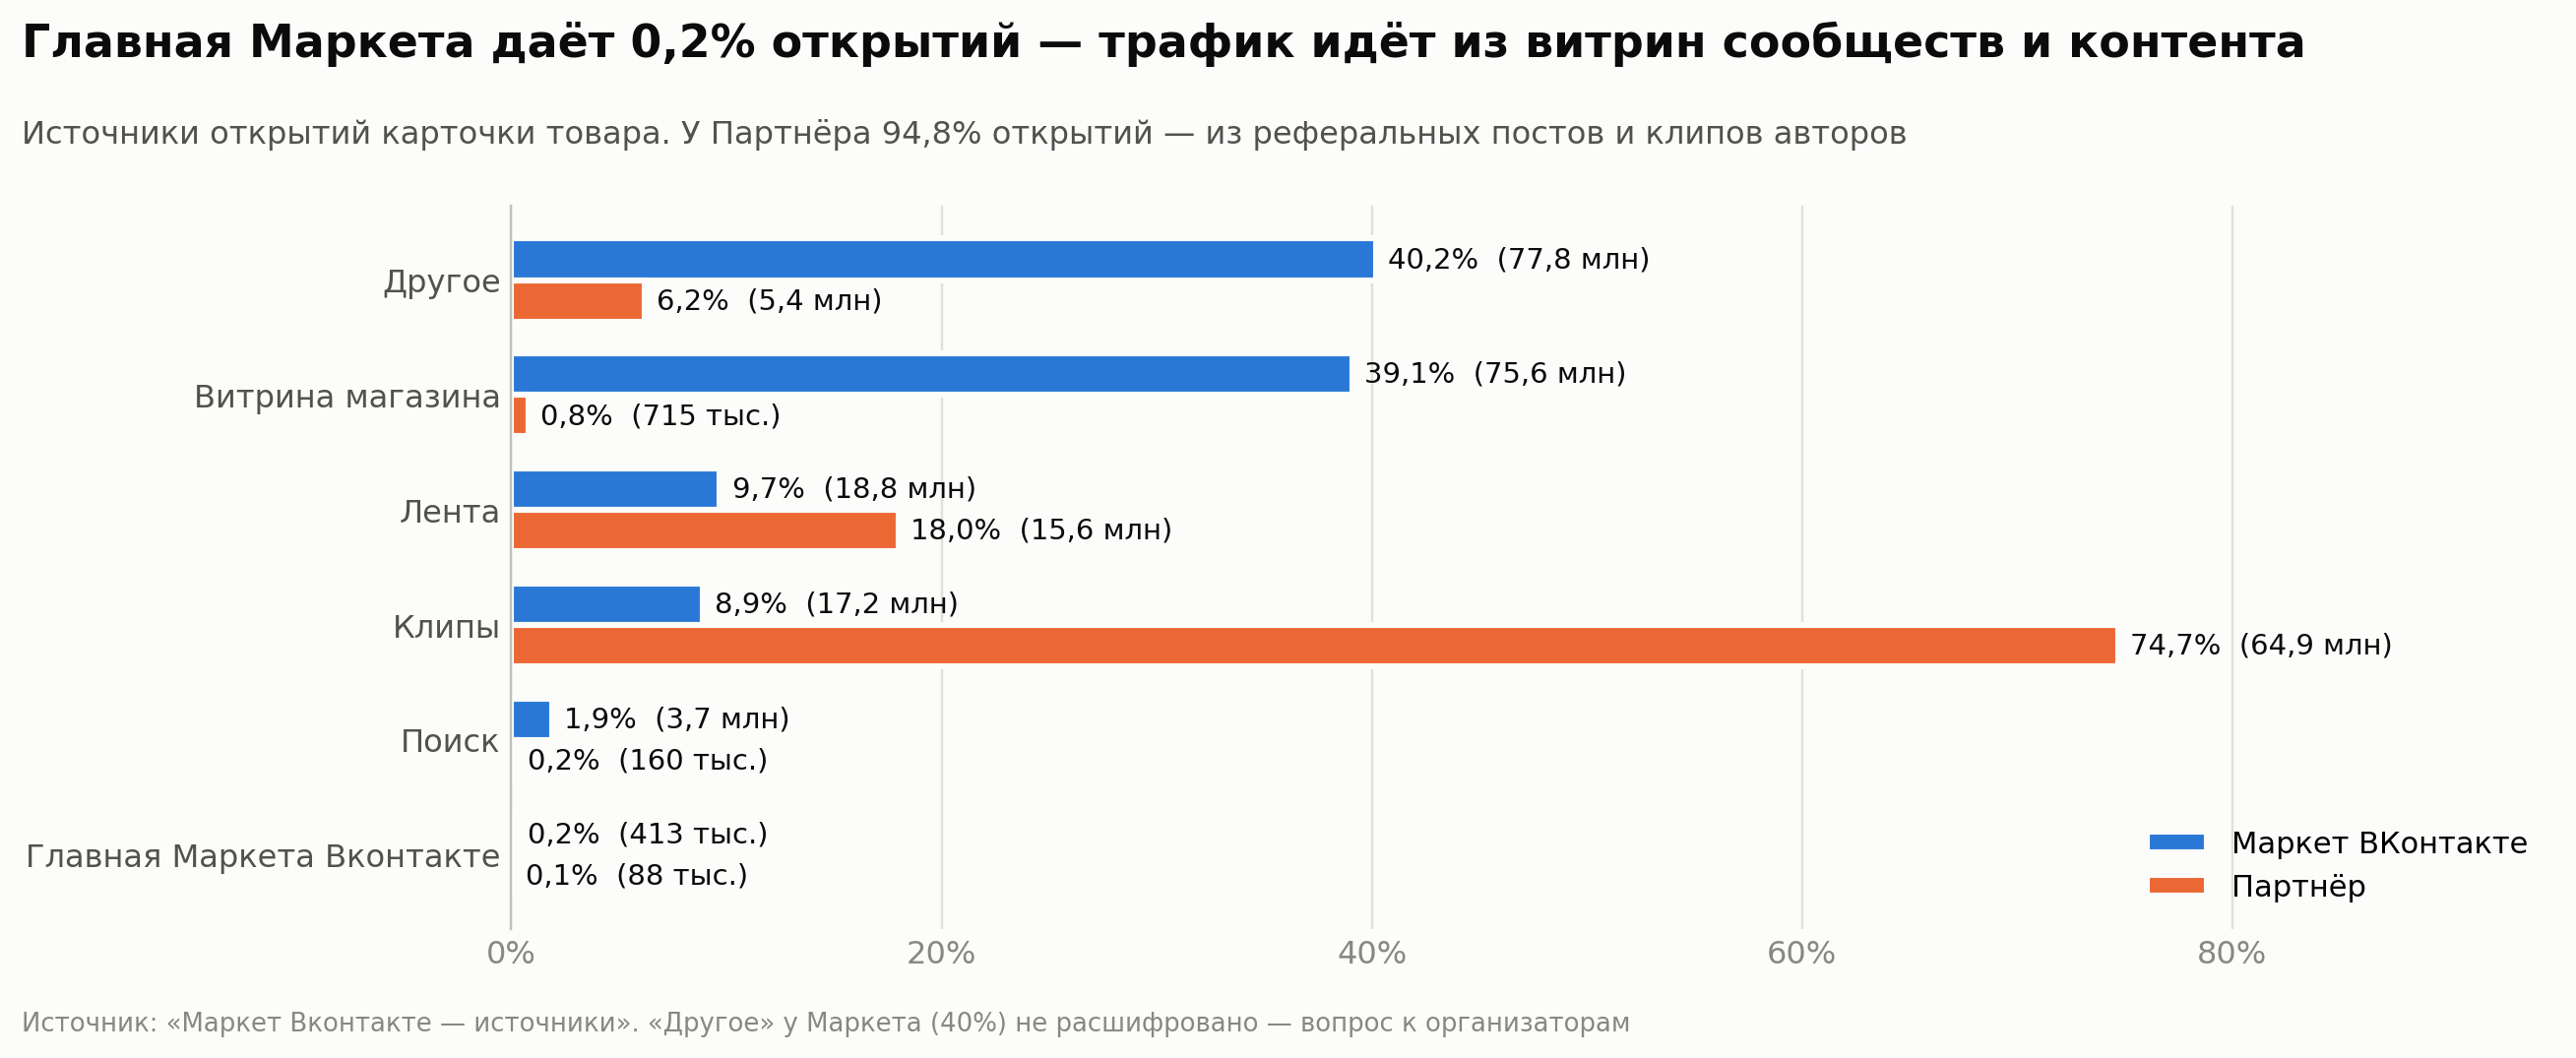 Главная Маркета даёт 0,2% открытий — трафик идёт из витрин сообществ и контента
Источники открытий карточки товара. У Партнёра 94,8% открытий — из реферальных постов и клипов авторов
Другое
40,2% (77,8 млн)
6,2% (5,4 млн)
Витрина магазина
39,1% (75,6 млн)
0,8% (715 тыс.)
Лента
9,7% (18,8 млн)
18,0% (15,6 млн)
Клипы
8,9% (17,2 млн)
74,7% (64,9 млн)
Поиск
1,9% (3,7 млн)
0,2% (160 тыс.)
Главная Маркета Вконтакте
0,2% (413 тыс.)
0,1% (88 тыс.)
Маркет ВКонтакте
Партнёр
0% 20% 40% 60% 80%
Источник: «Маркет Вконтакте — источники». «Другое» у Маркета (40%) не расшифровано — вопрос к организаторам